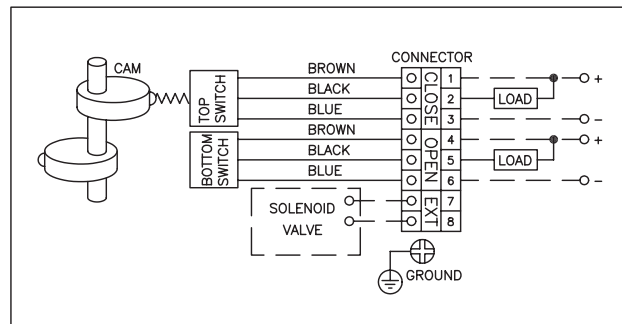 CAM
TOP
SWITCH
BOTTOM
SWITCH
BROWN
BLACK
BLUE
BROWN
BLACK
BLUE
SOLENOID
VALVE
CONNECTOR
CLOSE
OPEN
EXT
1
2
3
4
5
6
7
8
LOAD
LOAD
+
-
+
-
GROUND